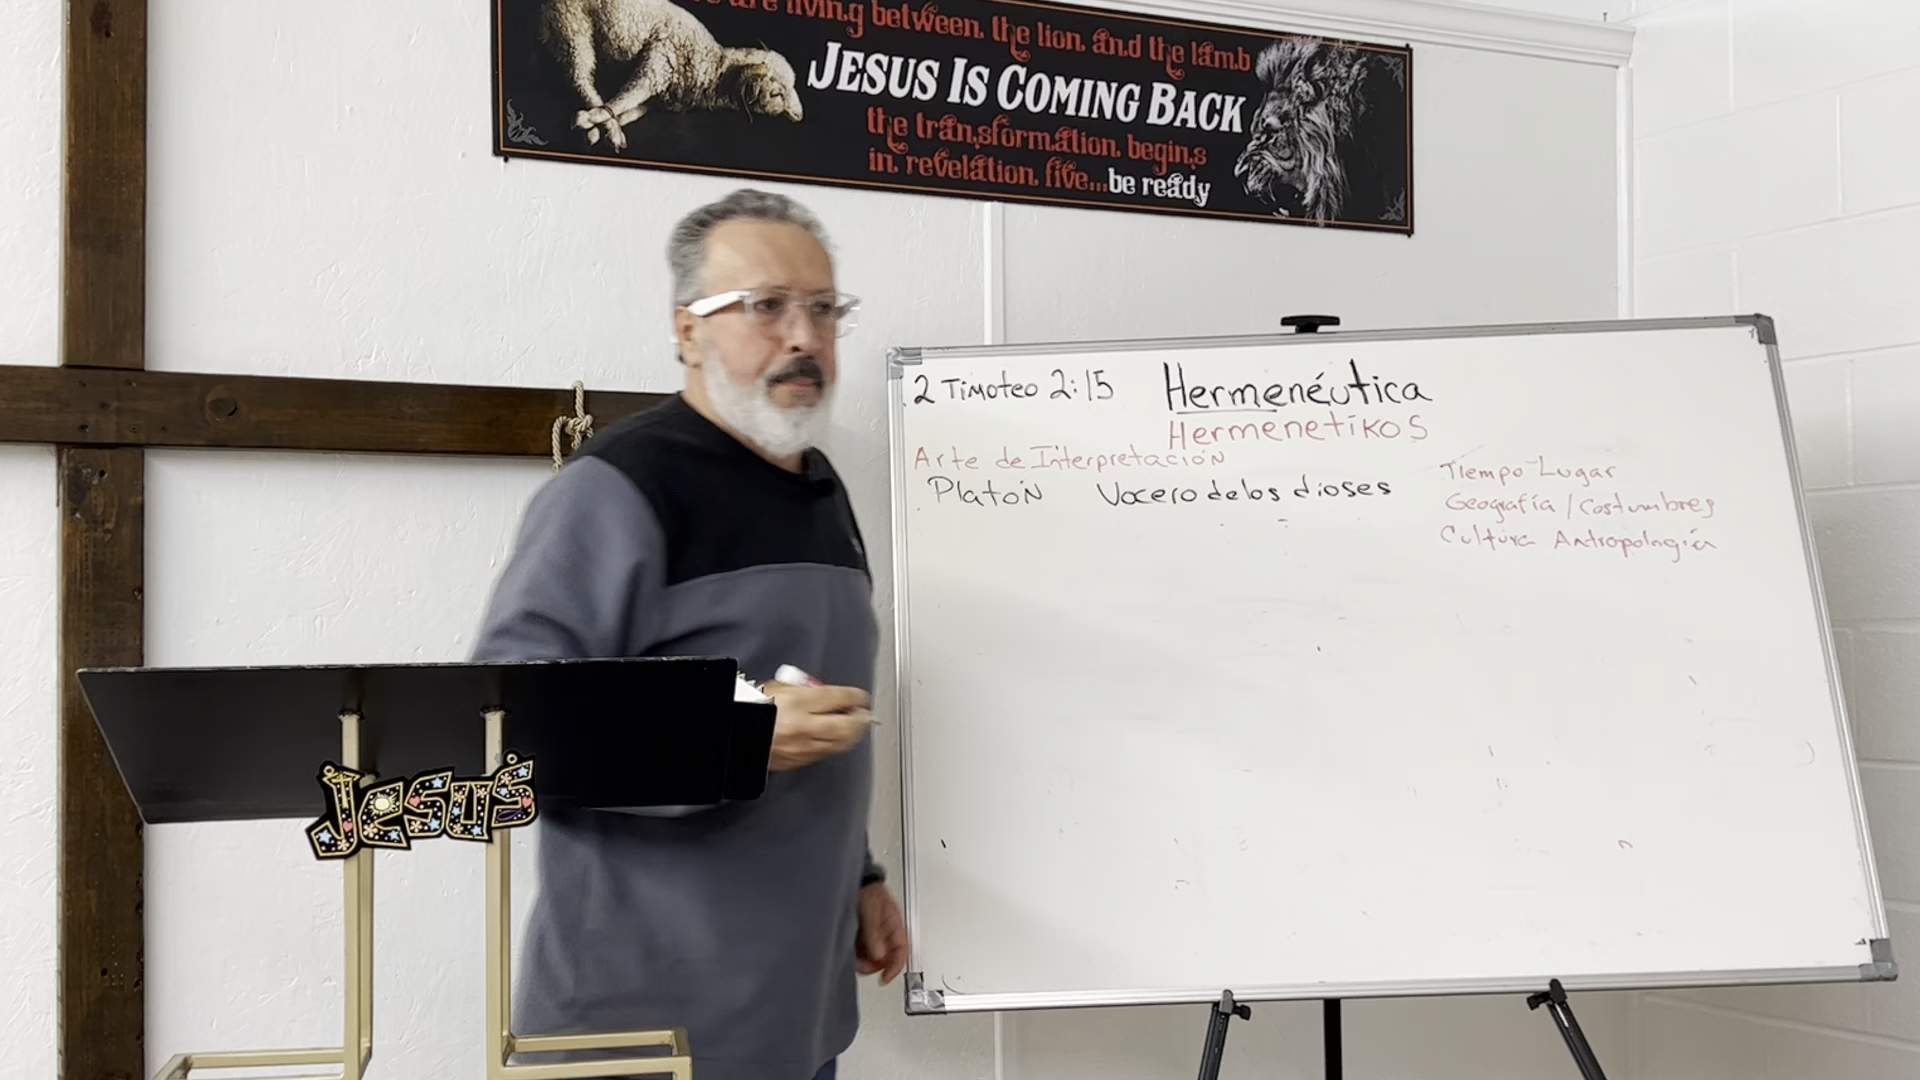 are living between the lion and the lamb
JESUS IS COMING BACK
the transformation begins
in revelation five...be ready
2 Timoteo 2:15 Hermenéutica
Hermenetikos
Arte de Interpretación
Platón Vocero de los dioses
Tiempo-Lugar
Geografía/Costumbres
Cultura Antropología
Jesus